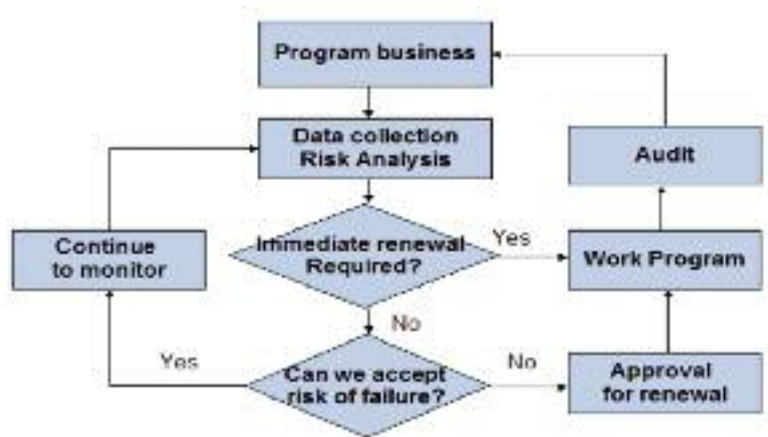 Program business
Data collection
Risk Analysis
Audit
Immediate renewal
Required?
Yes
Continue
to monitor
Work Program
No
Yes
Can we accept
risk of failure?
No
Approval
for renewal